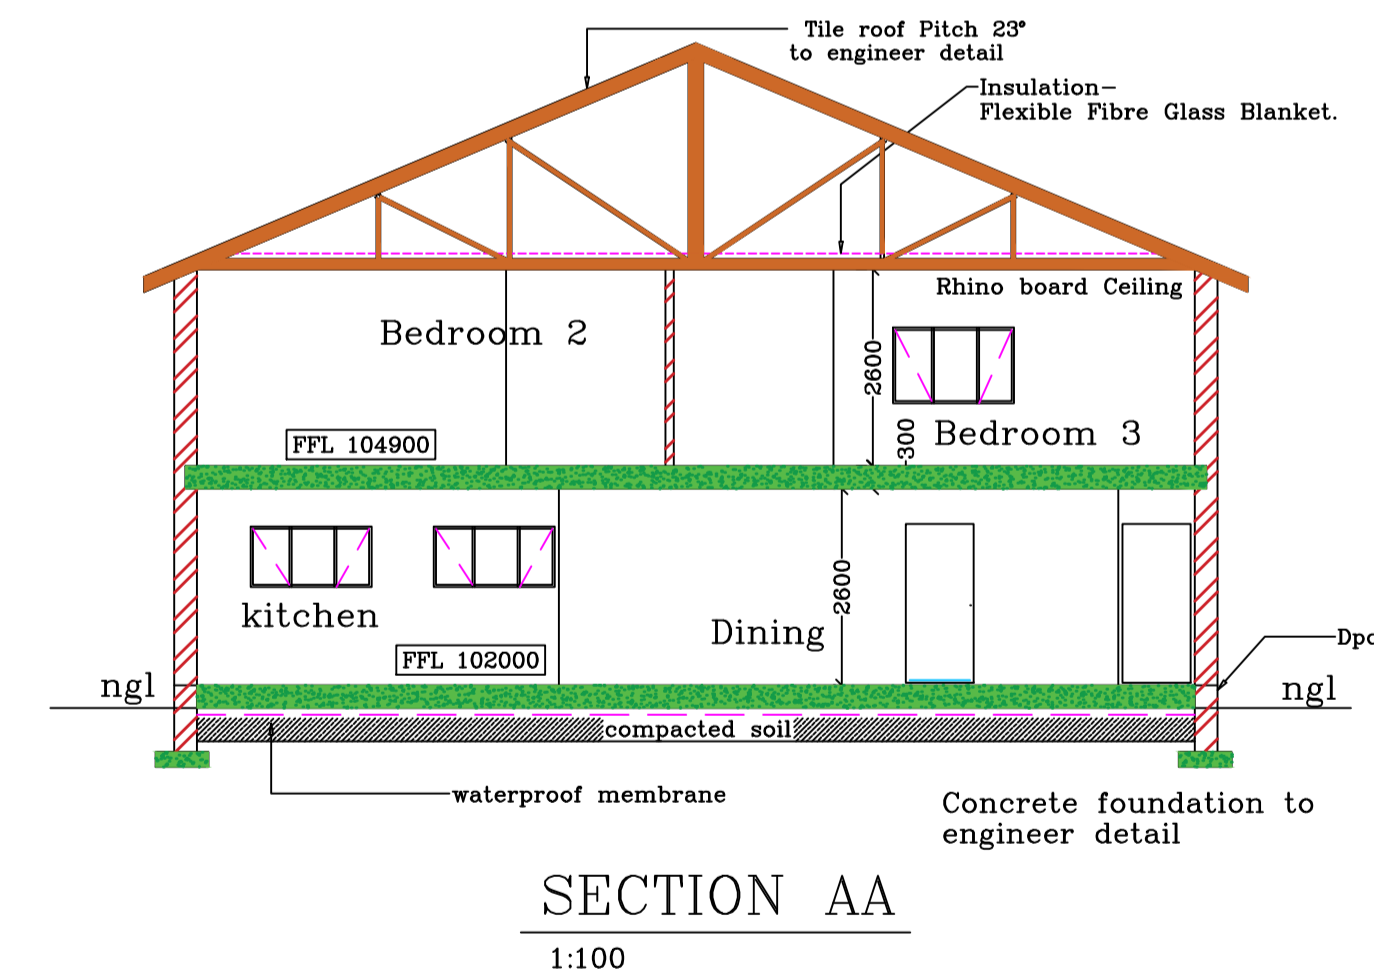 Tile roof Pitch 23°
to engineer detail
Insulation-
Flexible Fibre Glass Blanket.
Rhino board Ceiling
Bedroom 2
2600
300
Bedroom 3
FFL 104900
kitchen
2600
Dining
FFL 102000
Dpc
ngl
ngl
compacted soil
waterproof membrane
Concrete foundation to
engineer detail
SECTION AA
1:100